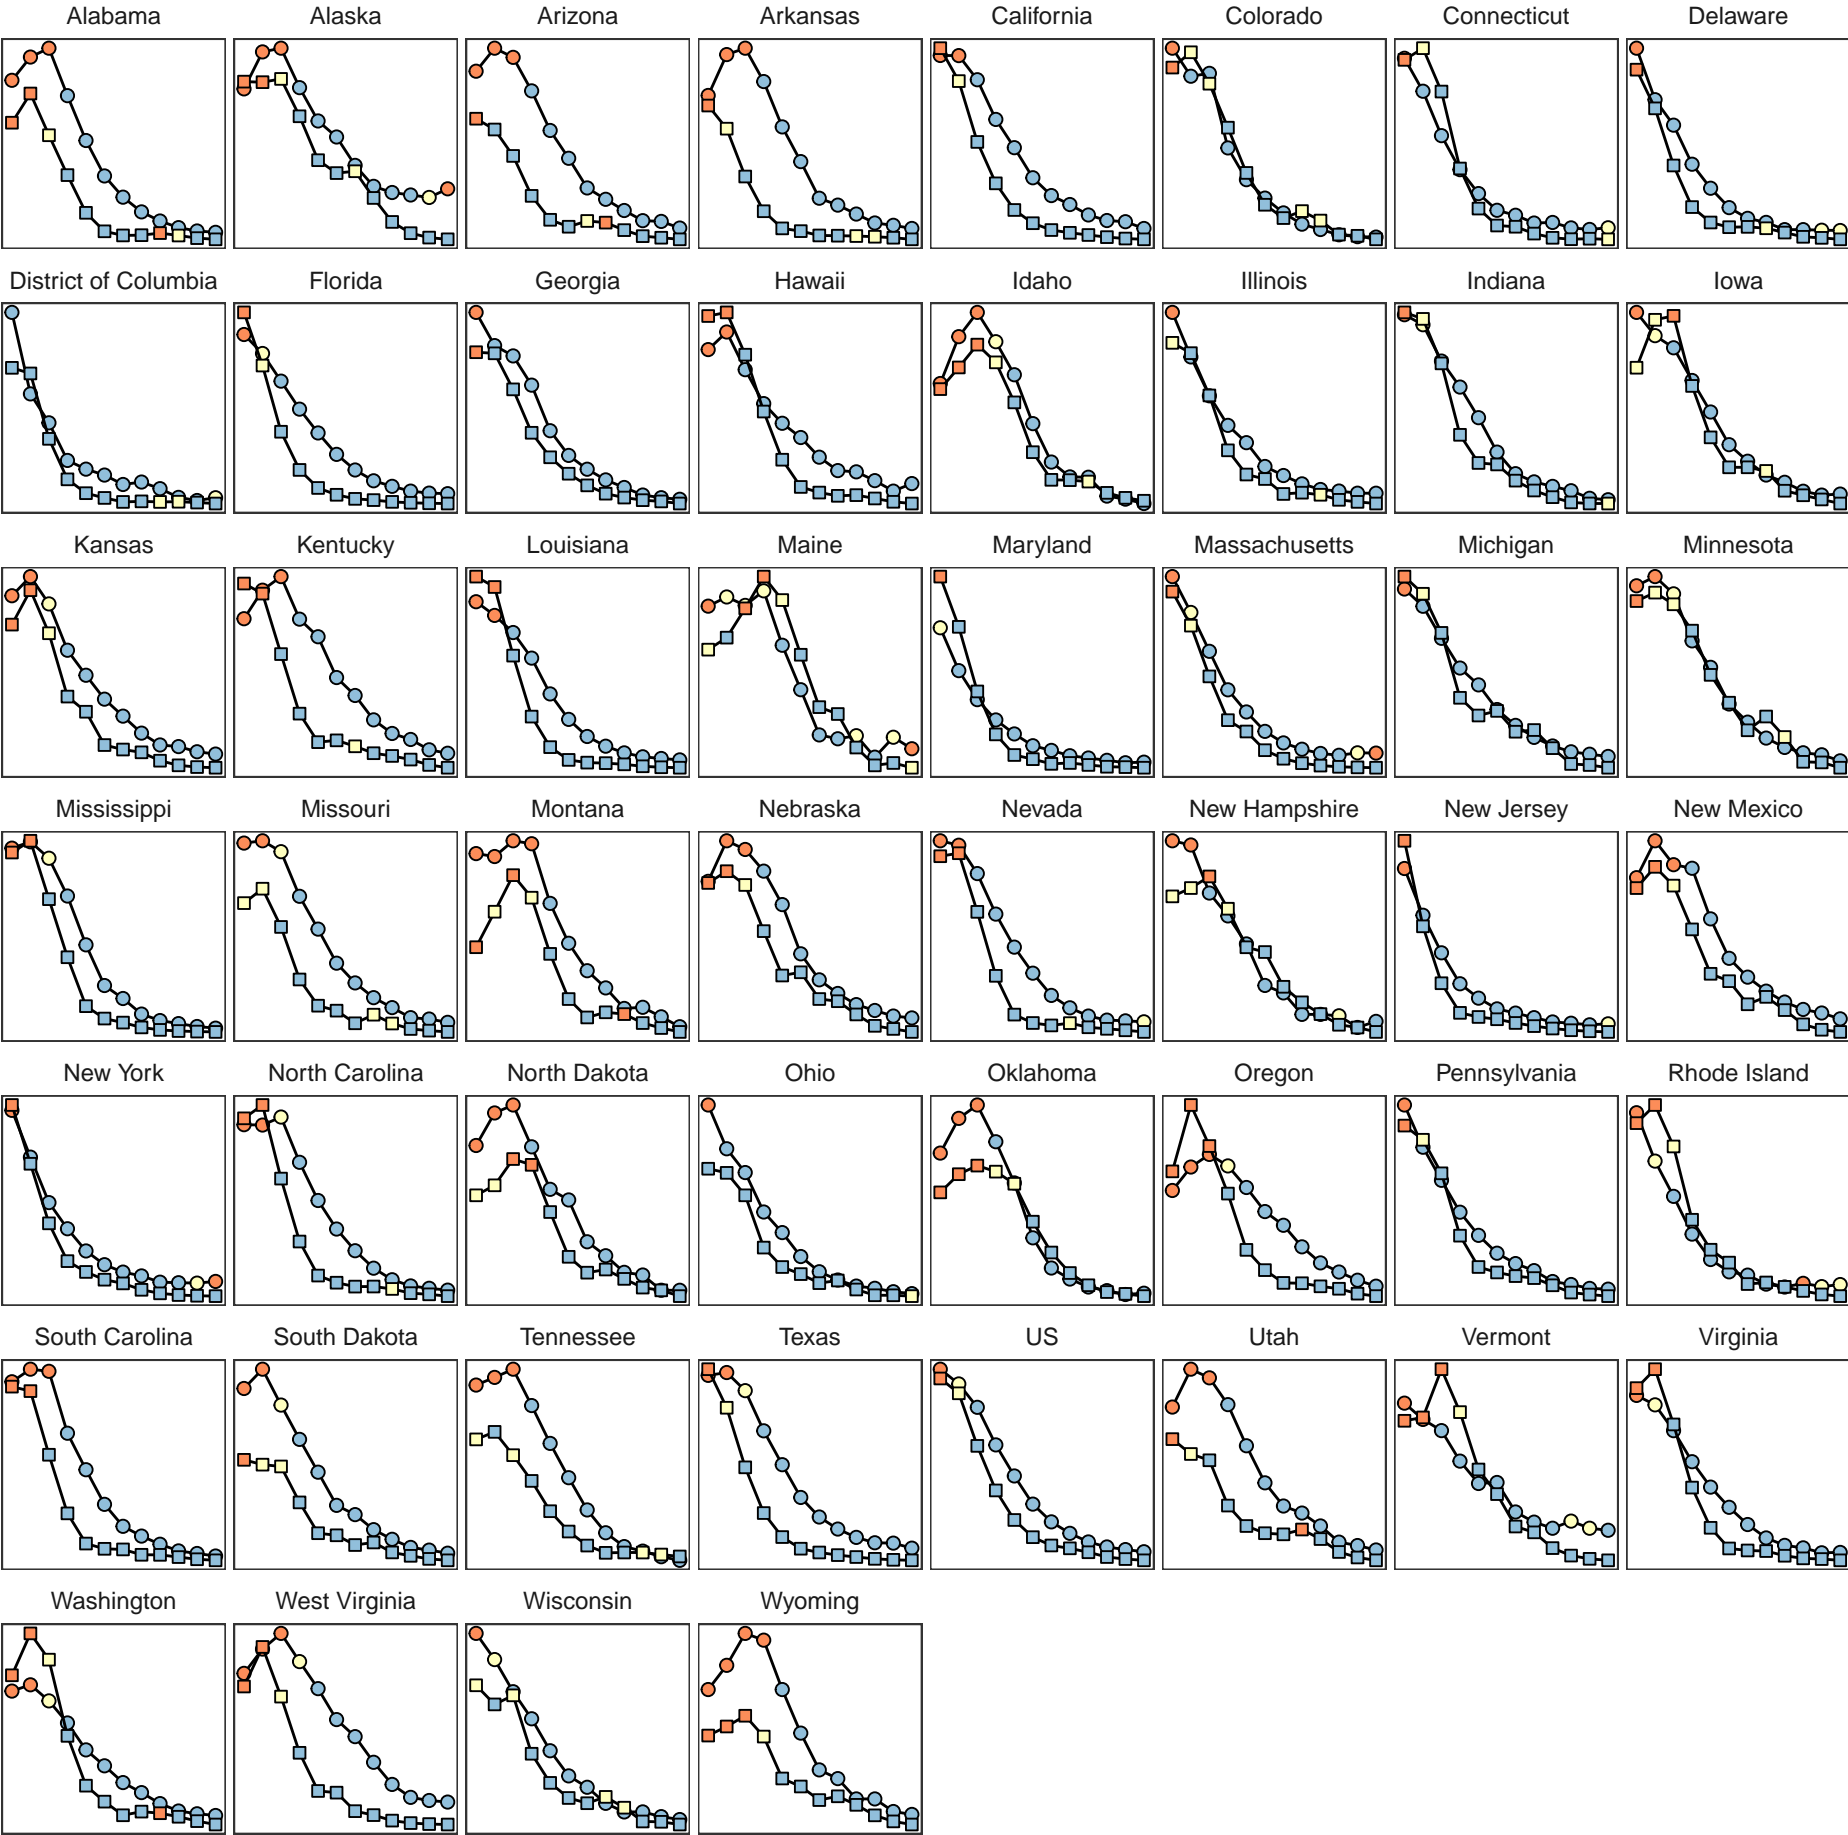 Alabama
Alaska
Arizona
Arkansas
California
Colorado
Connecticut
Delaware
District of Columbia
Florida
Georgia
Hawaii
Idaho
Illinois
Indiana
Iowa
Kansas
Kentucky
Louisiana
Maine
Maryland
Massachusetts
Michigan
Minnesota
Mississippi
Missouri
Montana
Nebraska
Nevada
New Hampshire
New Jersey
New Mexico
New York
North Carolina
North Dakota
Ohio
Oklahoma
Oregon
Pennsylvania
Rhode Island
South Carolina
South Dakota
Tennessee
Texas
US
Utah
Vermont
Virginia
Washington
West Virginia
Wisconsin
Wyoming